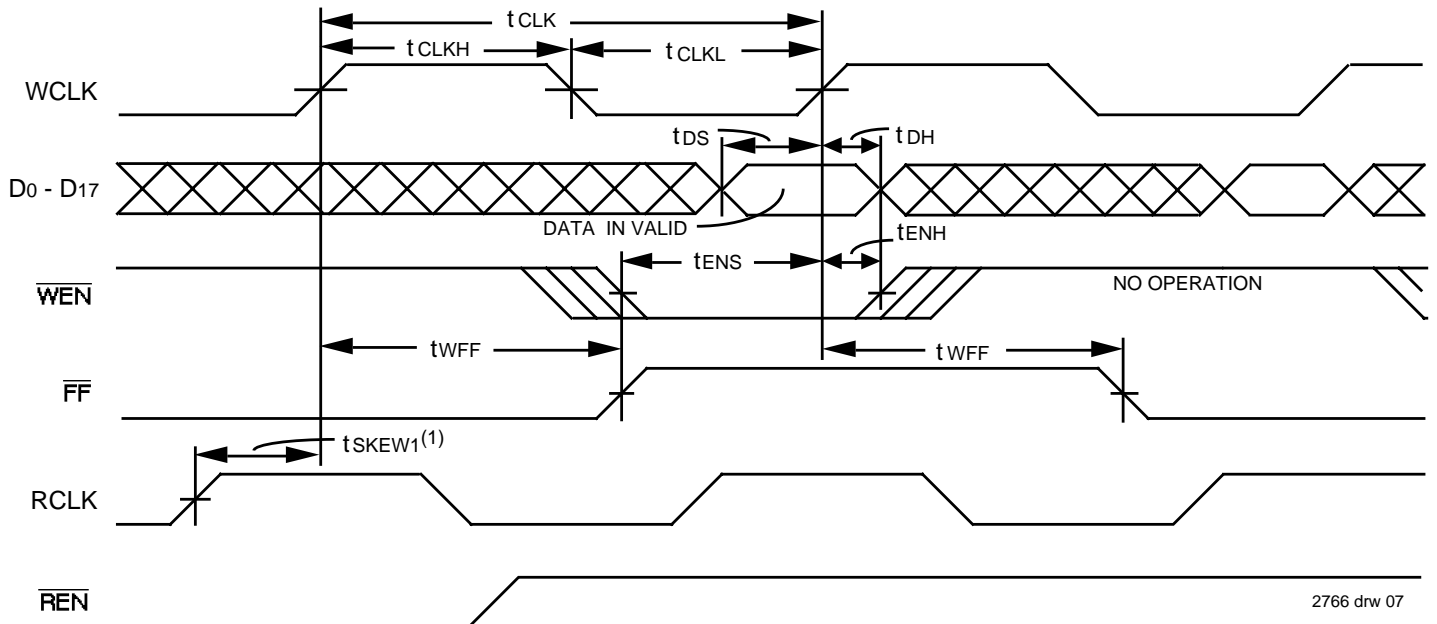 tCLK
tCLKH
tCLKL
WCLK
tDS
tDH
D0 - D17
DATA IN VALID
tENH
tENS
WEN
NO OPERATION
tWFF
tWFF
FF
tSKEW1(1)
RCLK
REN
2766 drw 07